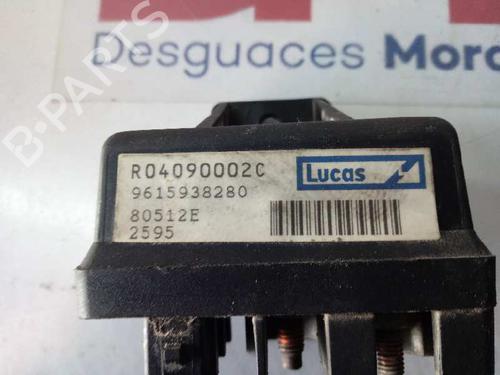 Desguaces Mora
B-PARTS
R04090002C
Lucas
9615938280
80512E
2595